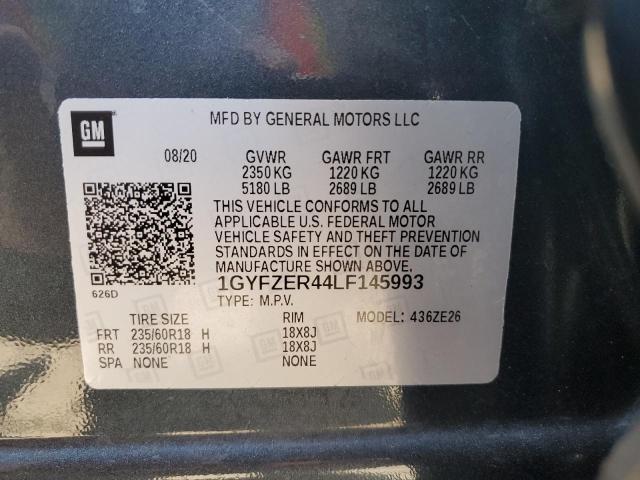 GM
MFD BY GENERAL MOTORS LLC
08/20 GVWR GAWR FRT GAWR RR
2350 KG 1220 KG 1220 KG
5180 LB 2689 LB 2689 LB
THIS VEHICLE CONFORMS TO ALL
APPLICABLE U.S. FEDERAL MOTOR
VEHICLE SAFETY AND THEFT PREVENTION
STANDARDS IN EFFECT ON THE DATE OF
MANUFACTURE SHOWN ABOVE.
626D
1GYFZER44LF145993
TYPE: M.P.V.
TIRE SIZE RIM MODEL: 436ZE26
FRT 235/60R18 H 18X8J
RR 235/60R18 H 18X8J
SPA NONE NONE